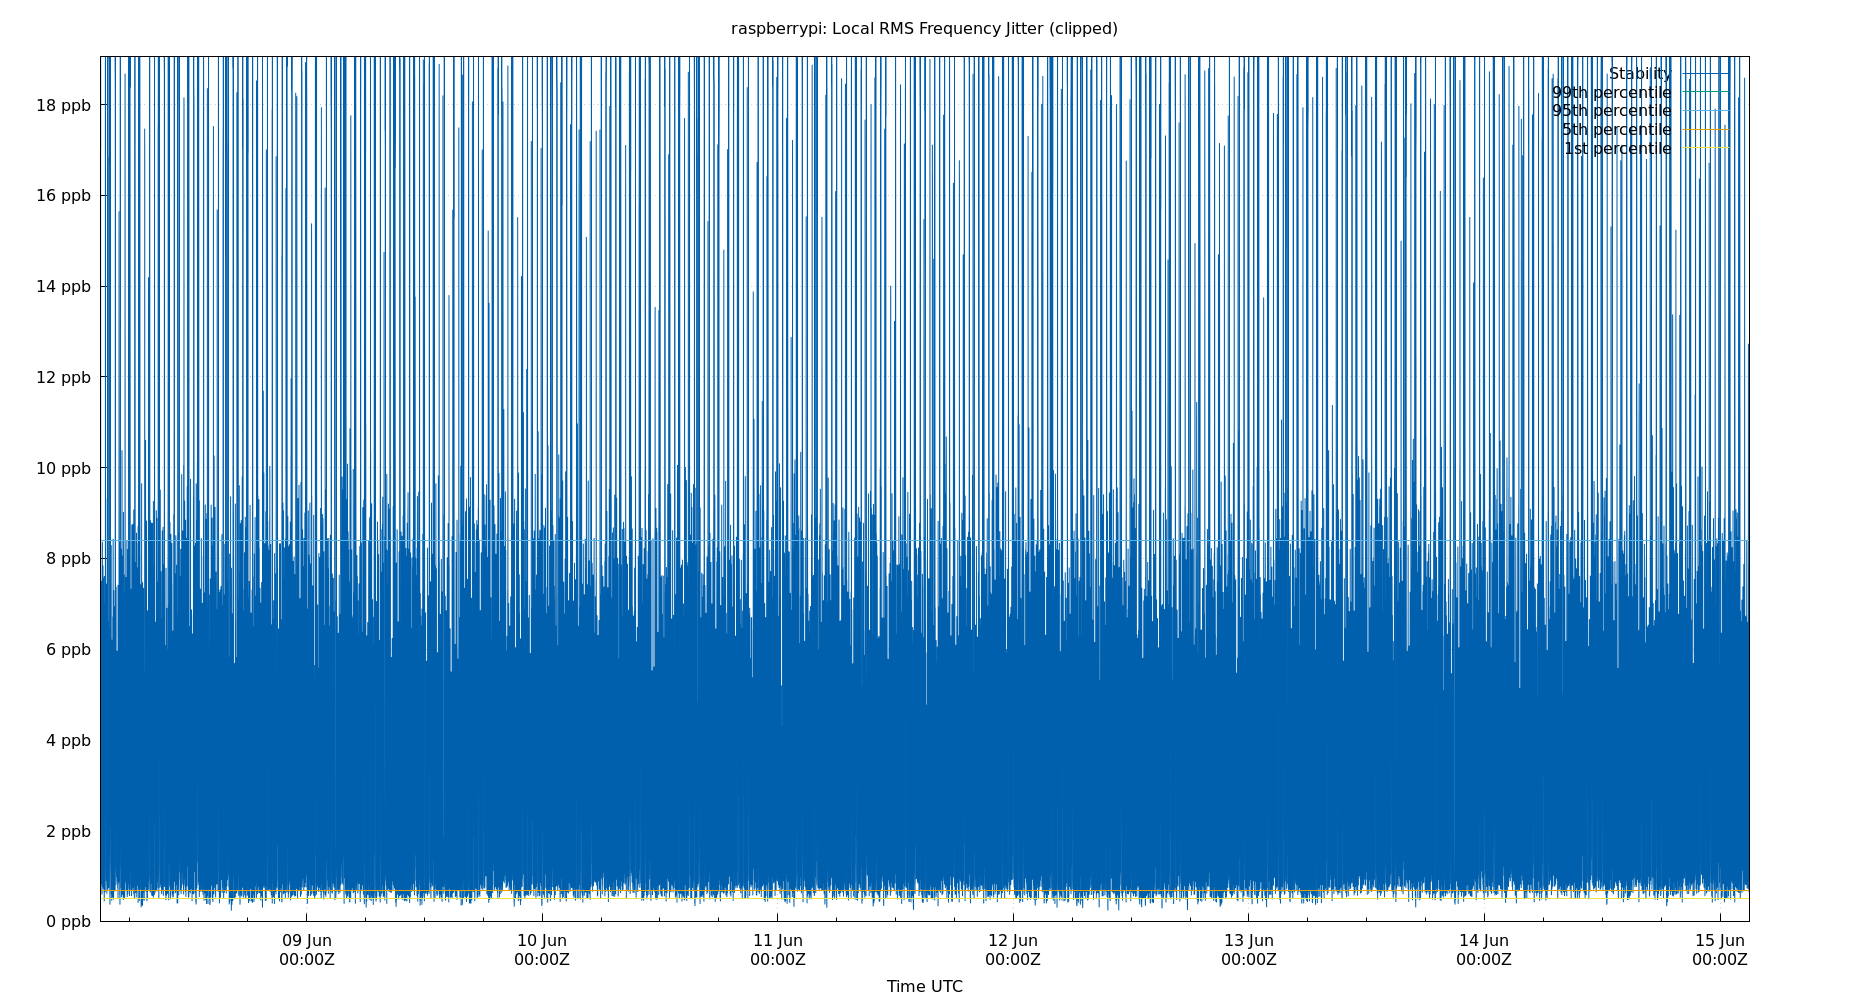 raspberrypi: Local RMS Frequency Jitter (clipped)
Stability
99th percentile
95th percentile
5th percentile
1st percentile
18 ppb
16 ppb
14 ppb
12 ppb
10 ppb
8 ppb
6 ppb
4 ppb
2 ppb
0 ppb
09 Jun 10 Jun 11 Jun 12 Jun 13 Jun 14 Jun 15 Jun
00:00Z 00:00Z 00:00Z 00:00Z 00:00Z 00:00Z 00:00Z
Time UTC